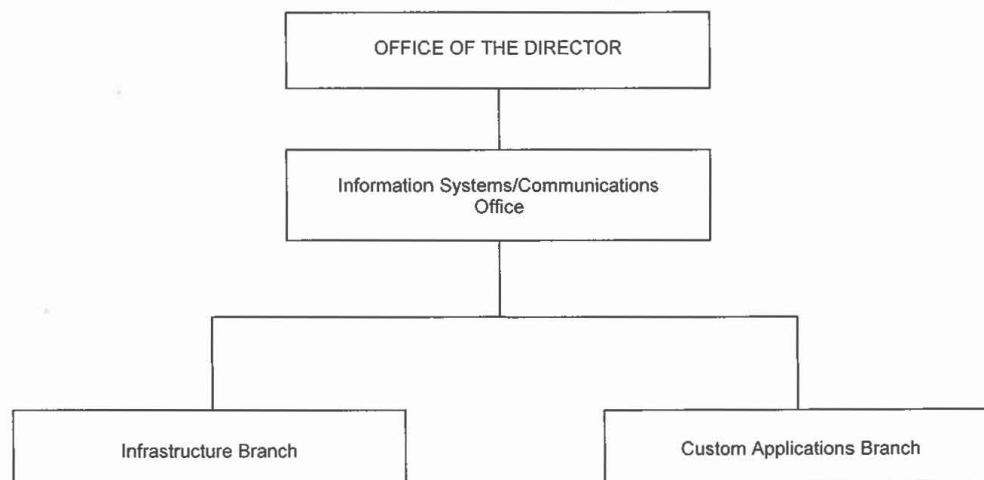 OFFICE OF THE DIRECTOR
Information Systems/Communications
Office
Infrastructure Branch
Custom Applications Branch